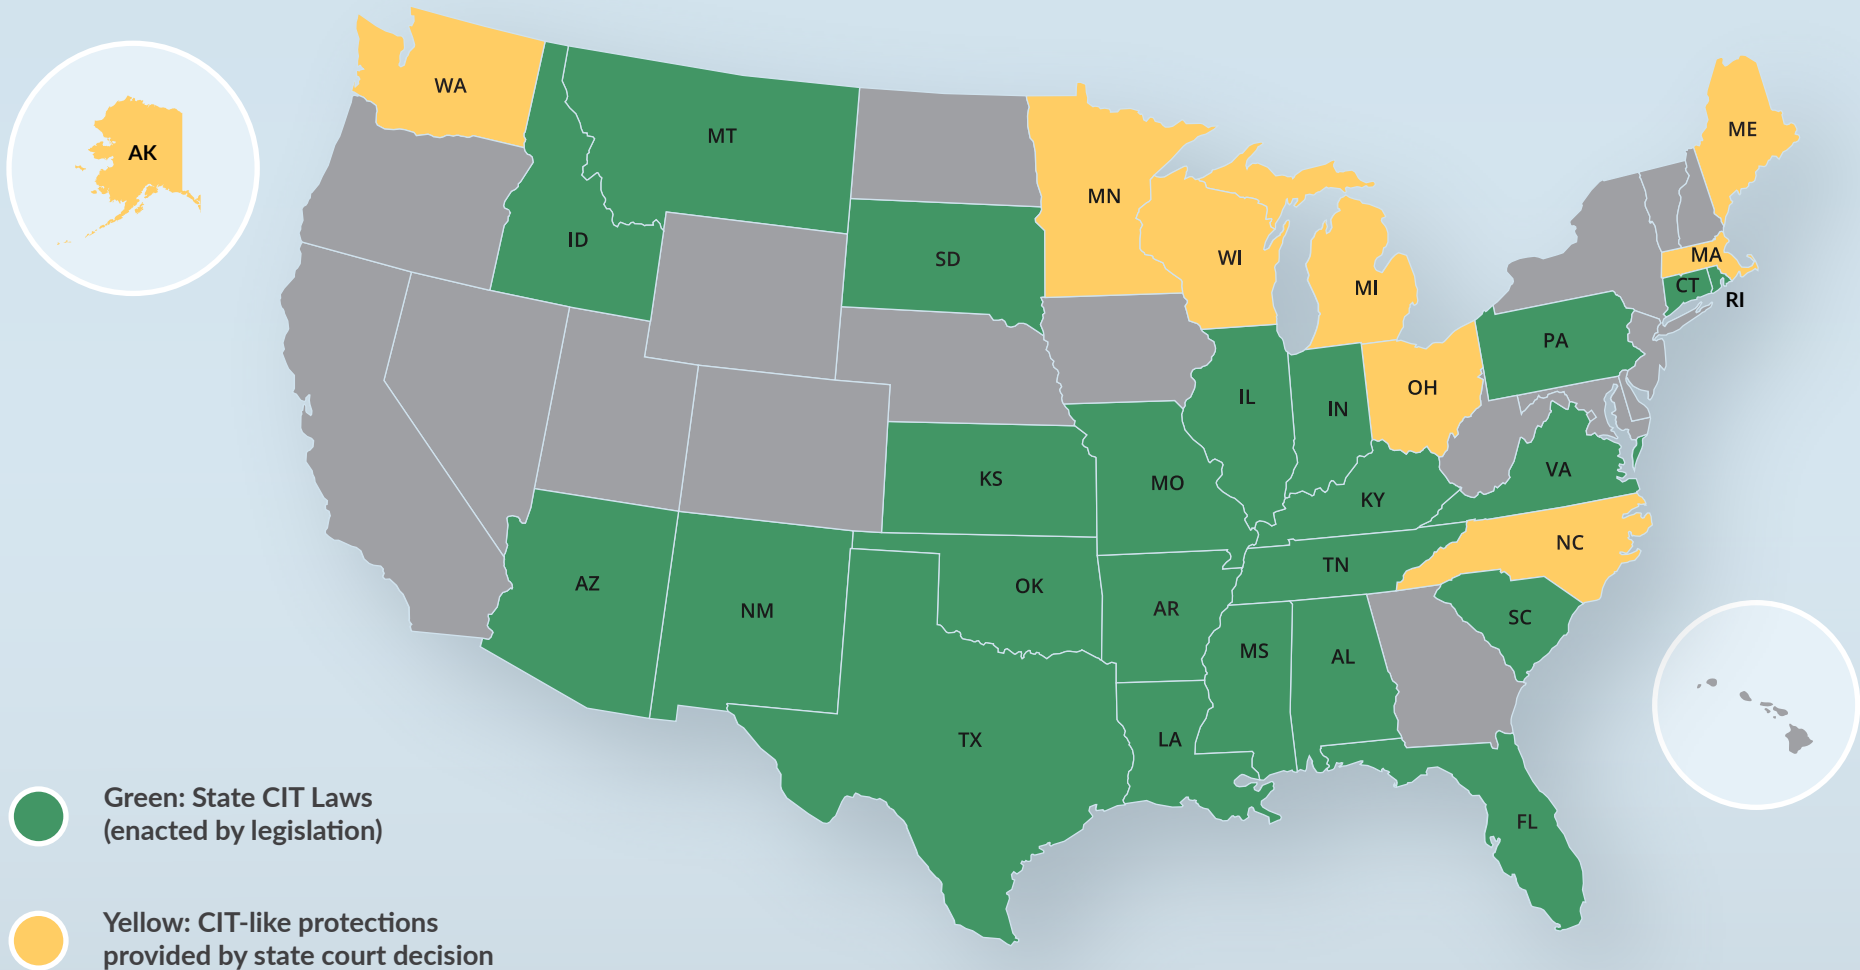 WA
MT
ME
AK
MN
ID
SD
WI
MA
MI
CT
RI
PA
OH
IL
IN
VA
KS
MO
KY
NC
TN
AZ
OK
NM
AR
SC
MS
AL
TX
LA
FL
Green: State CIT Laws
(enacted by legislation)
Yellow: CIT-like protections
provided by state court decision